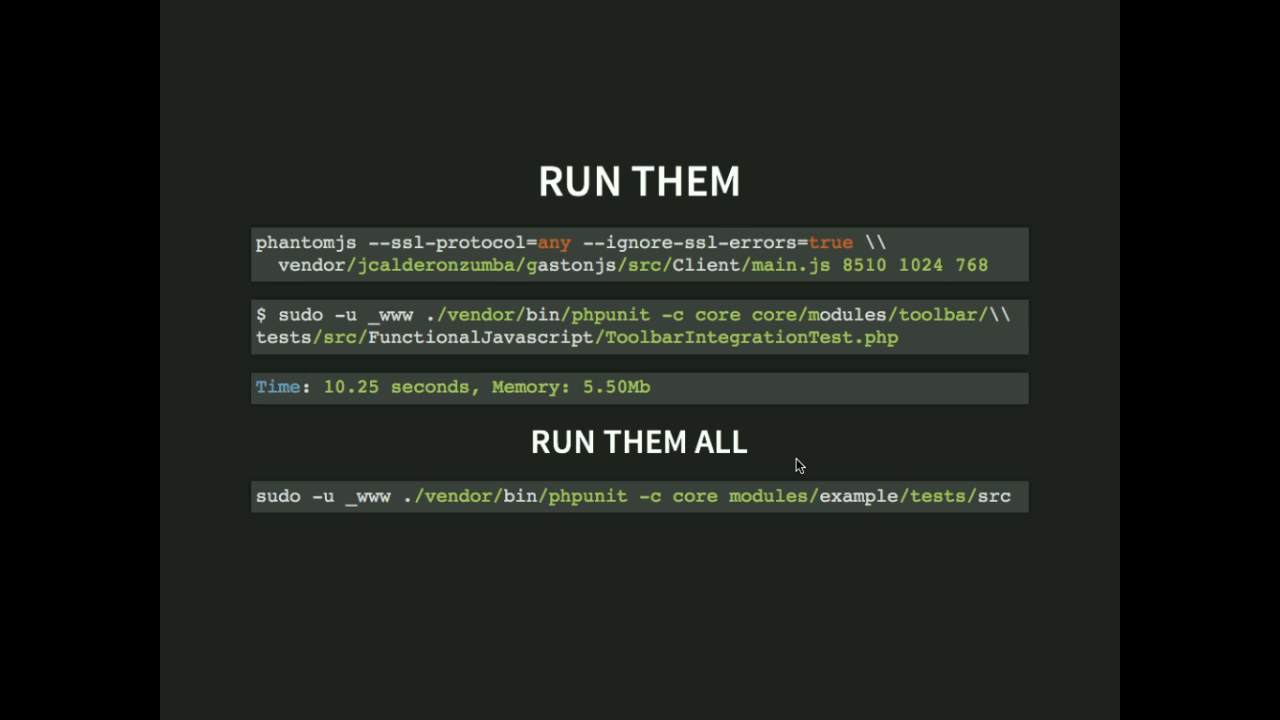 RUN THEM
phantomjs --ssl-protocol=any --ignore-ssl-errors=true \\
vendor/jcalderonzumba/gastonjs/src/Client/main.js 8510 1024 768
$ sudo -u _www ./vendor/bin/phpunit -c core core/modules/toolbar/\\
tests/src/FunctionalJavascript/ToolbarIntegrationTest.php
Time: 10.25 seconds, Memory: 5.50Mb
RUN THEM ALL
sudo -u _www ./vendor/bin/phpunit -c core modules/example/tests/src